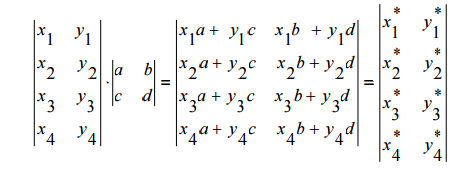 |x₁ y₁| |x₁a + y₁c x₁b + y₁d| |x₁* y₁*|
|x₂ y₂| · |a b| = |x₂a + y₂c x₂b + y₂d| = |x₂* y₂*|
|x₃ y₃| |c d| |x₃a + y₃c x₃b + y₃d| |x₃* y₃*|
|x₄ y₄| |x₄a + y₄c x₄b + y₄d| |x₄* y₄*|